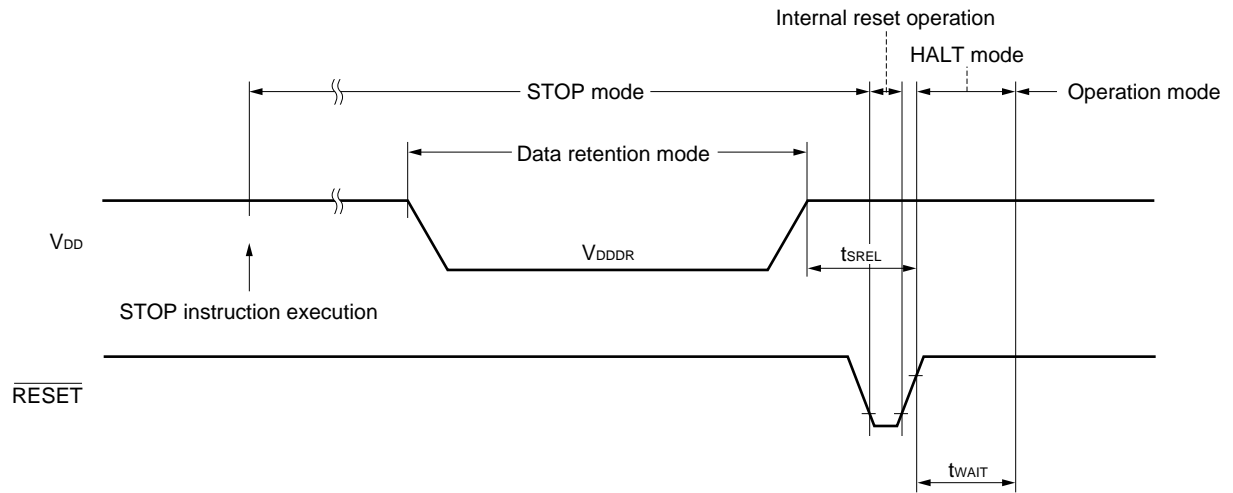 Internal reset operation
HALT mode
STOP mode
Operation mode
Data retention mode
VDD
VDDDR
tSREL
STOP instruction execution
RESET
tWAIT